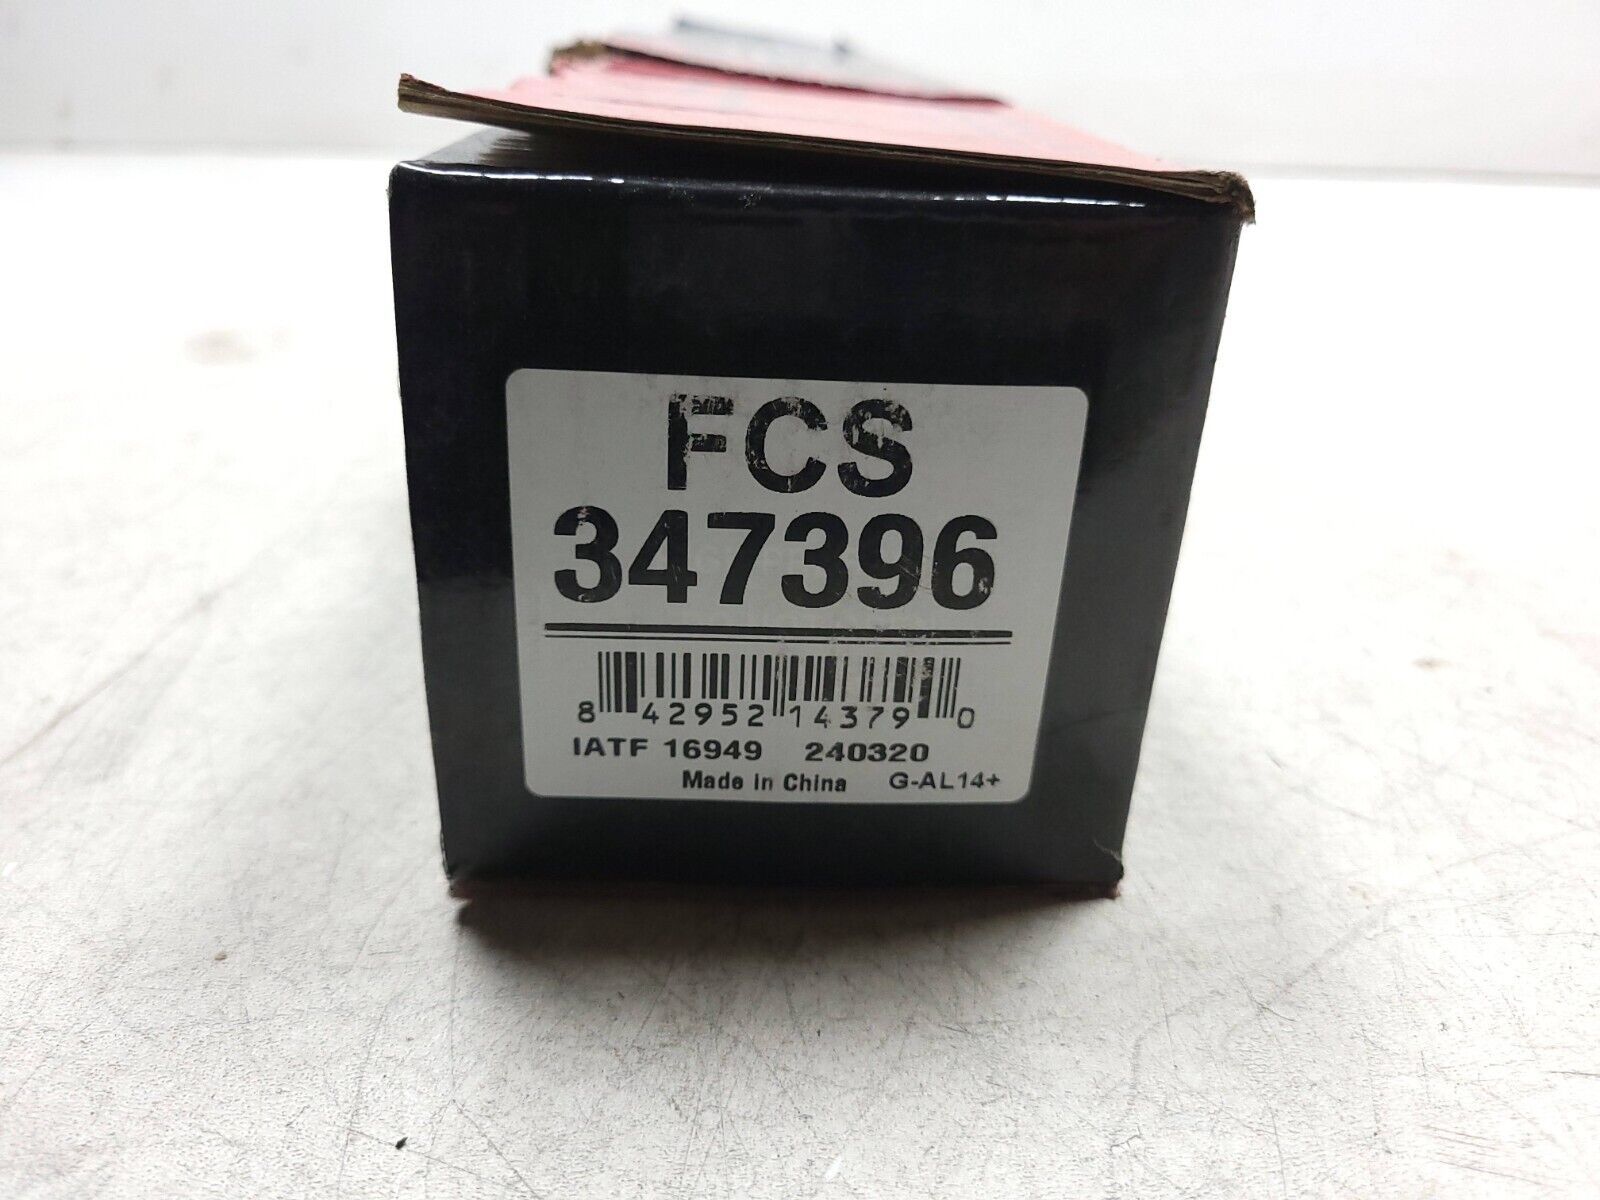 FCS
347396
8 42952 14379 0
IATF 16949 240320
Made in China G-AL14+